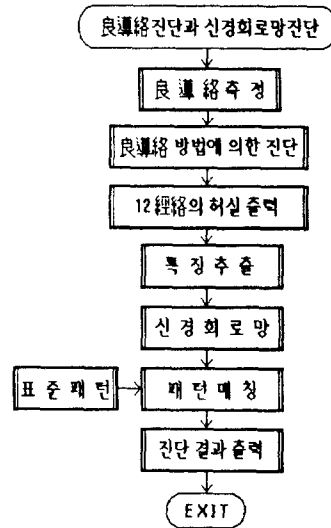 良導絡진단과 신경회로망진단
良導絡측정
良導絡 방법에 의한 진단
12經絡의 허실 출력
특징추출
신경회로망
표준패턴
패턴매칭
진단 결과 출력
EXIT